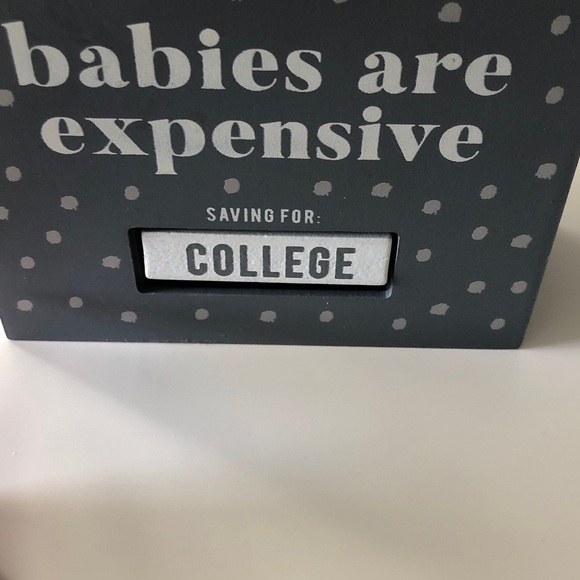 babies are
expensive
SAVING FOR:
COLLEGE